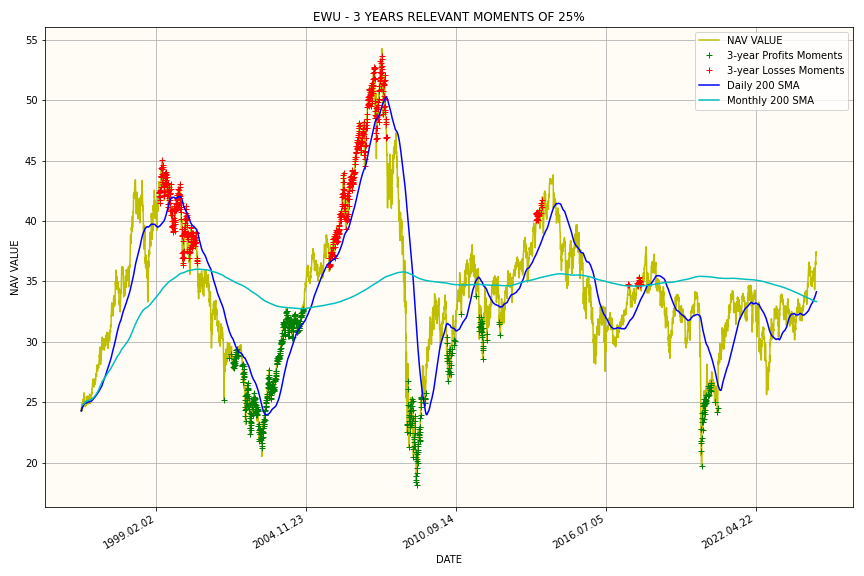 EWU - 3 YEARS RELEVANT MOMENTS OF 25%
NAV VALUE
3-year Profits Moments
3-year Losses Moments
Daily 200 SMA
Monthly 200 SMA
55
50
45
40
35
30
25
20
NAV VALUE
1999.02.02
2004.11.23
2010.09.14
2016.07.05
2022.04.22
DATE